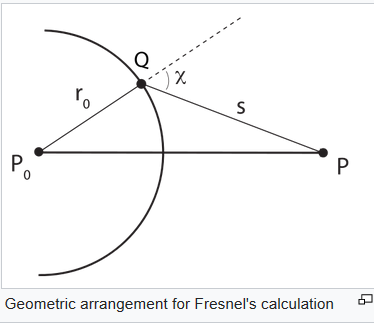 Q
χ
r₀
s
P₀
P
Geometric arrangement for Fresnel's calculation